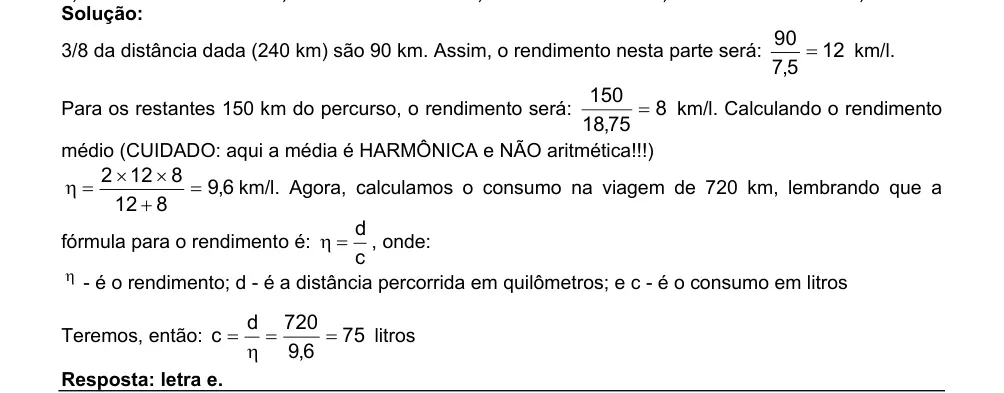 Solução:
3/8 da distância dada (240 km) são 90 km. Assim, o rendimento nesta parte será: 90/7,5 = 12 km/l.
Para os restantes 150 km do percurso, o rendimento será: 150/18,75 = 8 km/l. Calculando o rendimento
médio (CUIDADO: aqui a média é HARMÔNICA e NÃO aritmética!!!)
η = 2 × 12 × 8/12 + 8 = 9,6 km/l. Agora, calculamos o consumo na viagem de 720 km, lembrando que a
fórmula para o rendimento é: η = d/c, onde:
η - é o rendimento; d - é a distância percorrida em quilômetros; e c - é o consumo em litros
Teremos, então: c = d/η = 720/9,6 = 75 litros
Resposta: letra e.